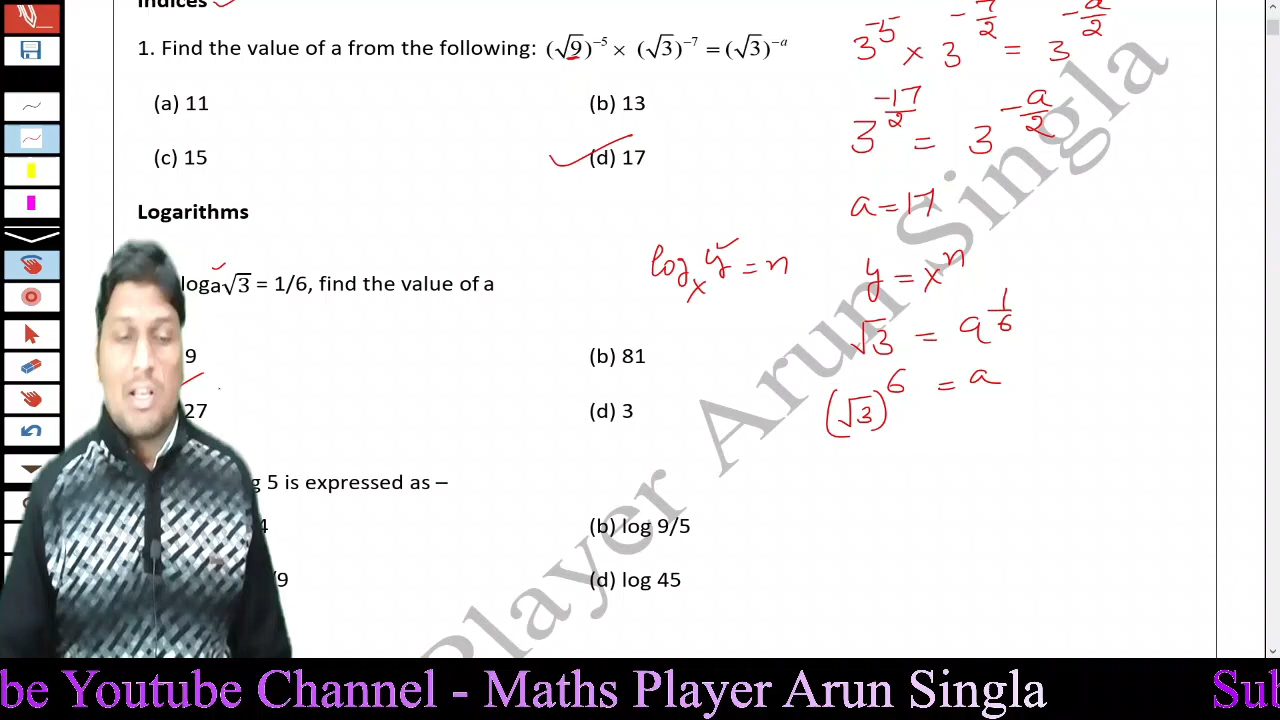 Indices
1. Find the value of a from the following: (√9)⁻⁵ × (√3)⁻⁷ = (√3)⁻ᵃ
(a) 11
(b) 13
(c) 15
(d) 17
3^-5 × 3^-7/2 = 3^-a/2
3^-17/2 = 3^-a/2
a = 17
Logarithms
loga√3 = 1/6, find the value of a
9
(b) 81
27
(d) 3
log_x y = n
y = x^n
√3 = a^1/6
(√3)^6 = a
5 is expressed as –
(b) log 9/5
/9
(d) log 45
Player Arun Singla
be Youtube Channel - Maths Player Arun Singla
Sub